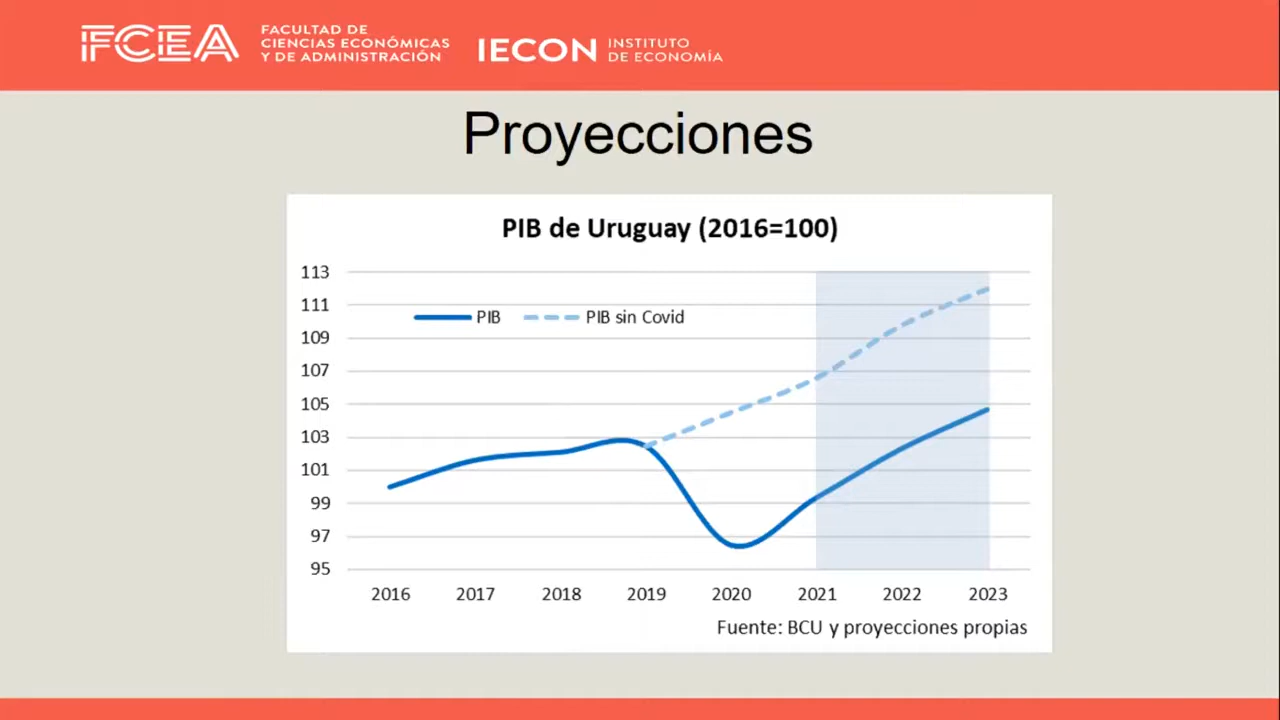 FCEA
FACULTAD DE
CIENCIAS ECONÓMICAS
Y DE ADMINISTRACIÓN
IECON
INSTITUTO
DE ECONOMÍA
Proyecciones
PIB de Uruguay (2016=100)
113
111
109
107
105
103
101
99
97
95
PIB
PIB sin Covid
2016 2017 2018 2019 2020 2021 2022 2023
Fuente: BCU y proyecciones propias